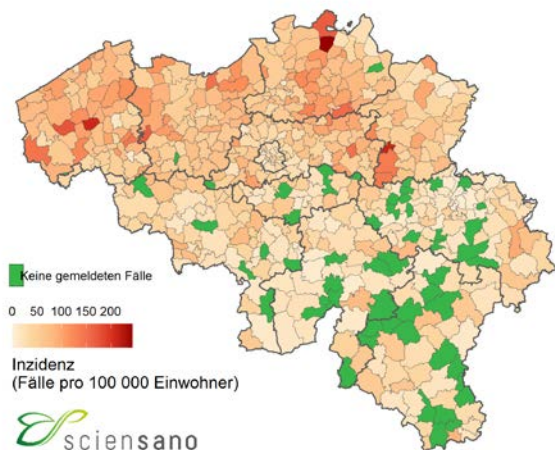 Keine gemeldeten Fälle
0 50 100 150 200
Inzidenz
(Fälle pro 100 000 Einwohner)
sciensano